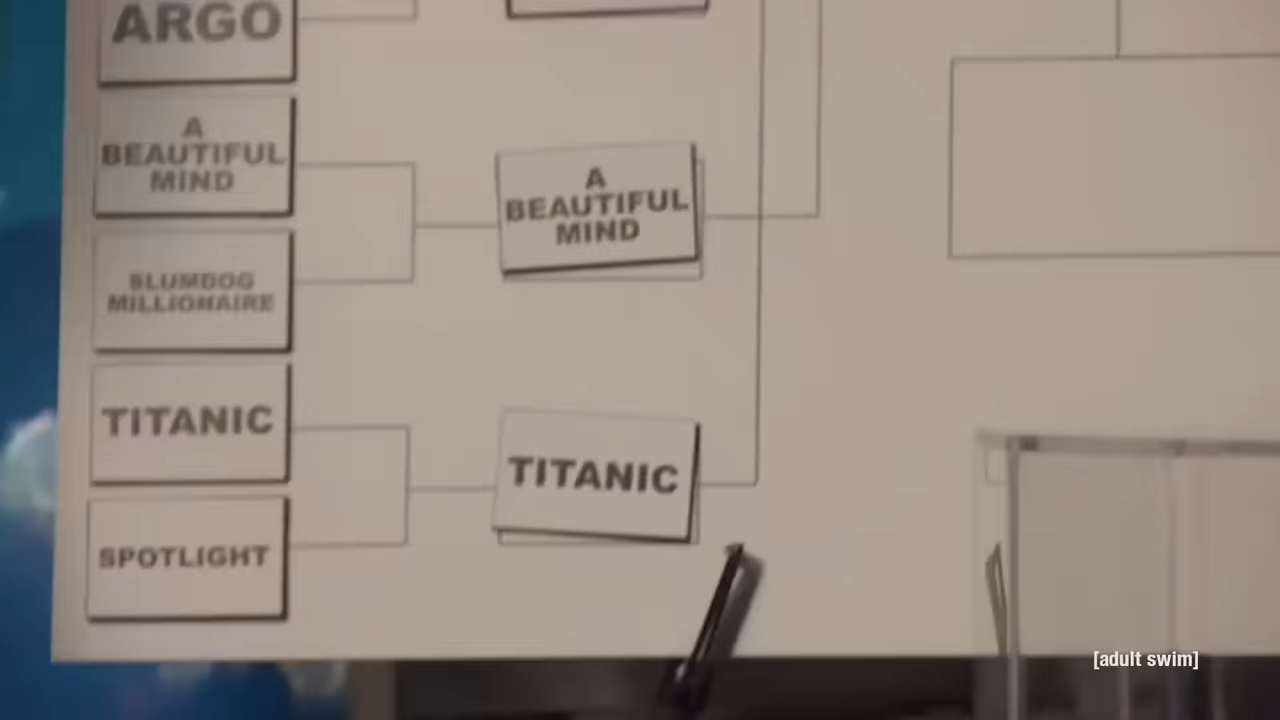 ARGO
A
BEAUTIFUL
MIND
SLUMDOG
MILLIONAIRE
TITANIC
SPOTLIGHT
A
BEAUTIFUL
MIND
TITANIC
[adult swim]